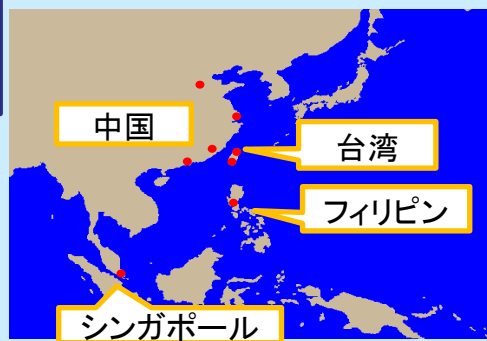 中国
台湾
フィリピン
シンガポール